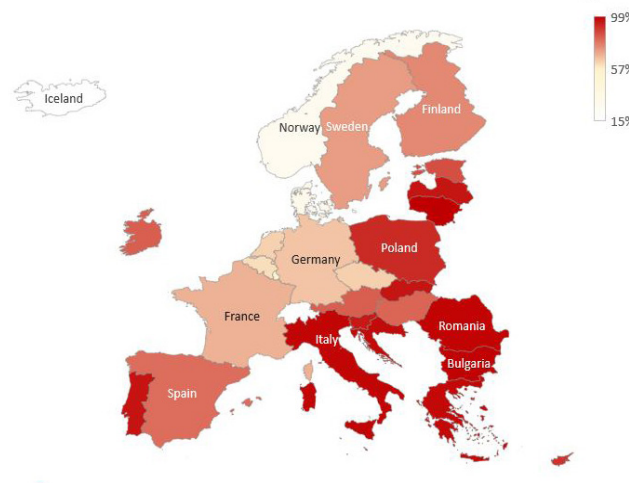 99%
57%
15%
Iceland
Finland
Norway
Sweden
Poland
Germany
France
Romania
Italy
Bulgaria
Spain